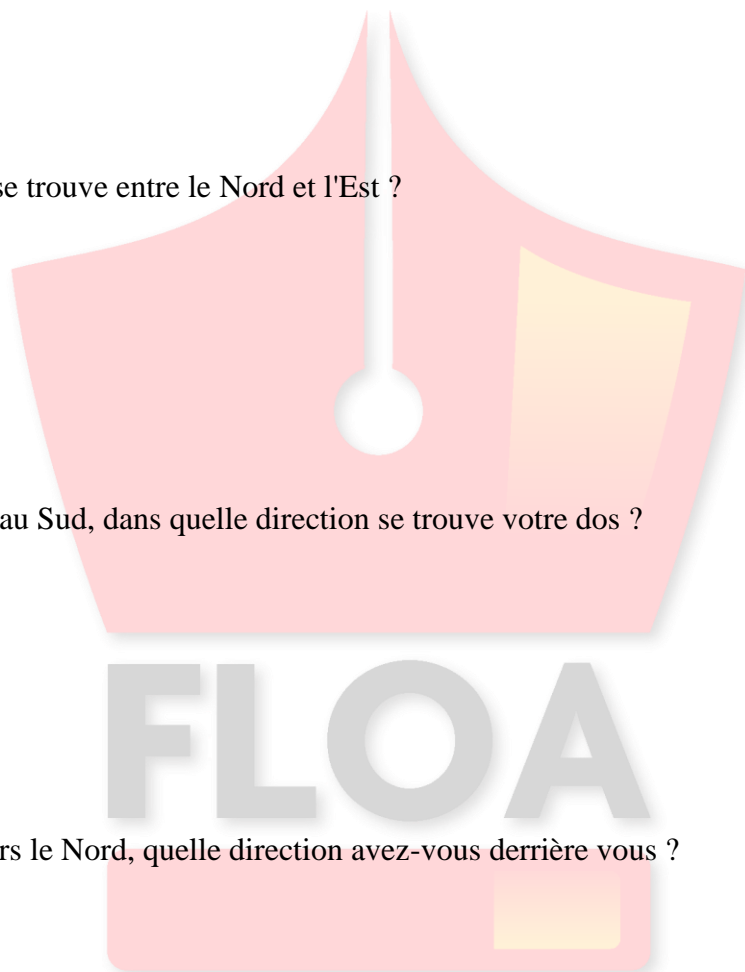 se trouve entre le Nord et l'Est ?
au Sud, dans quelle direction se trouve votre dos ?
FLOA
rs le Nord, quelle direction avez-vous derrière vous ?